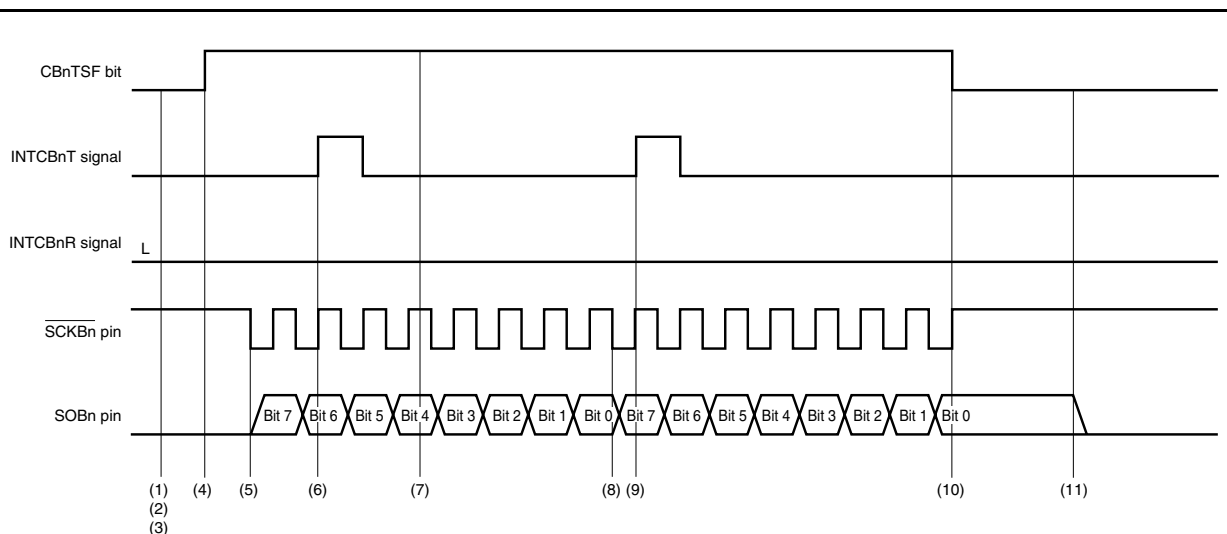 CBnTSF bit
INTCBnT signal
INTCBnR signal L
SCKBn pin
SOBn pin Bit 7 Bit 6 Bit 5 Bit 4 Bit 3 Bit 2 Bit 1 Bit 0 Bit 7 Bit 6 Bit 5 Bit 4 Bit 3 Bit 2 Bit 1 Bit 0
(1) (4) (5) (6) (7) (8) (9) (10) (11)
(2)
(3)